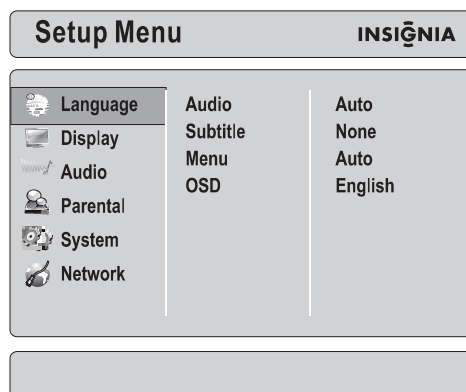 Setup Menu
INSIGNIA
Language
Display
Audio
Parental
System
Network
Audio Auto
Subtitle None
Menu Auto
OSD English